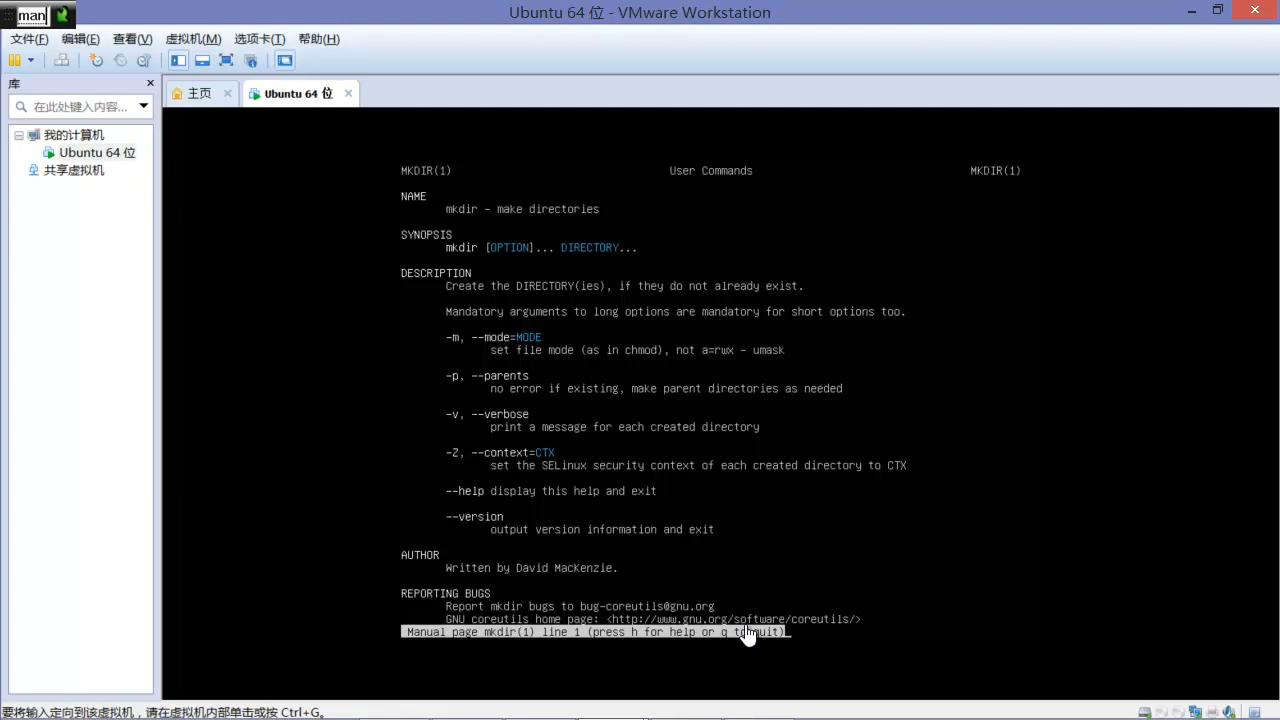 man
Ubuntu 64 位 - VMware Workstation
文件(F) 编辑(E) 查看(V) 虚拟机(M) 选项卡(T) 帮助(H)
库
主页
Ubuntu 64 位
在此处键入内容...
我的计算机
Ubuntu 64 位
共享虚拟机
MKDIR(1) User Commands MKDIR(1)
NAME
mkdir - make directories
SYNOPSIS
mkdir [OPTION]... DIRECTORY...
DESCRIPTION
Create the DIRECTORY(ies), if they do not already exist.
Mandatory arguments to long options are mandatory for short options too.
-m, --mode=MODE
set file mode (as in chmod), not a=rwx - umask
-p, --parents
no error if existing, make parent directories as needed
-v, --verbose
print a message for each created directory
-Z, --context=CTX
set the SELinux security context of each created directory to CTX
--help display this help and exit
--version
output version information and exit
AUTHOR
Written by David MacKenzie.
REPORTING BUGS
Report mkdir bugs to bug-coreutils@gnu.org
GNU coreutils home page: <http://www.gnu.org/software/coreutils/>
Manual page mkdir(1) line 1 (press h for help or q to quit)
要将输入定向到该虚拟机，请在虚拟机内部单击或按 Ctrl+G。